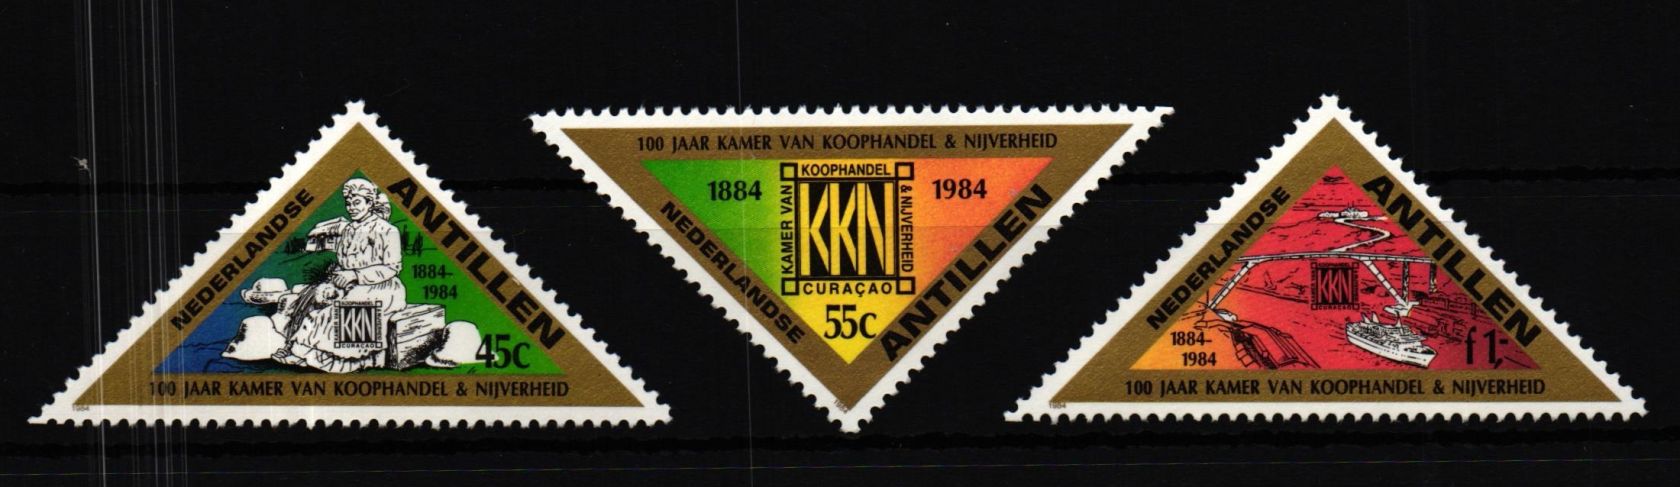 NEDERLANDSE
ANTILLEN
1884-
1984
KKN
KOOPHANDEL
CURAÇAO
45c
100 JAAR KAMER VAN KOOPHANDEL & NIJVERHEID
1984
100 JAAR KAMER VAN KOOPHANDEL & NIJVERHEID
1884
1984
KOOPHANDEL
KAMER VAN
KKN
& NIJVERHEID
CURAÇAO
NEDERLANDSE
ANTILLEN
55c
1984
NEDERLANDSE
ANTILLEN
KOOPHANDEL
KKN
CURAÇAO
1884-
1984
f 1,-
100 JAAR KAMER VAN KOOPHANDEL & NIJVERHEID
1984